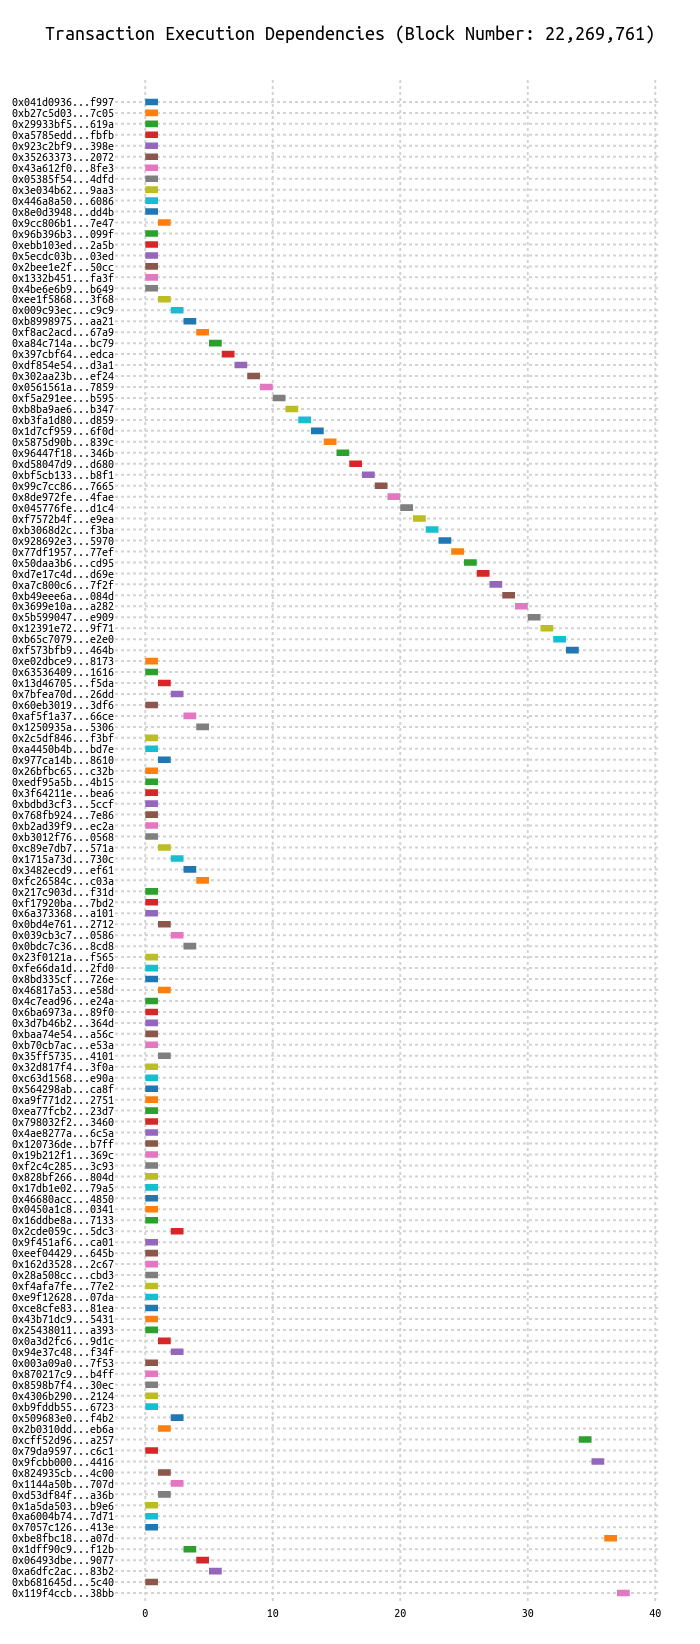 Transaction Execution Dependencies (Block Number: 22,269,761)
0x041d0936...f997
0xb27c5d03...7c05
0x29933bf5...619a
0xa5785edd...fbfb
0x923c2bf9...398e
0x35263373...2072
0x43a612f0...8fe3
0x05385f54...4dfd
0x3e034b62...9aa3
0x446a8a50...6086
0x8e0d3948...dd4b
0x9cc806b1...7e47
0x96b396b3...099f
0xebb103ed...2a5b
0x5ecdc03b...03ed
0x2bee1e2f...50cc
0x1332b451...fa3f
0x4be6e6b9...b649
0xee1f5868...3f68
0x009c93ec...c9c9
0xb8998975...aa21
0xf8ac2acd...67a9
0xa84c714a...bc79
0x397cbf64...edca
0xdf854e54...d3a1
0x302aa23b...ef24
0x0561561a...7859
0xf5a291ee...b595
0xb8ba9ae6...b347
0xb3fa1d80...d859
0x1d7cf959...6f0d
0x5875d90b...839c
0x96447f18...346b
0xd58047d9...d680
0xbf5cb133...b8f1
0x99c7cc86...7665
0x8de972fe...4fae
0x045776fe...d1c4
0xf7572b4f...e9ea
0xb3068d2c...f3ba
0x928692e3...5970
0x77df1957...77ef
0x50daa3b6...cd95
0xd7e17c4d...d69e
0xa7c800c6...7f2f
0xb49eee6a...084d
0x3699e10a...a282
0x5b599047...e909
0x12391e72...9f71
0xb65c7079...e2e0
0xf573bfb9...464b
0xe02dbce9...8173
0x63536409...1616
0x13d46705...f5da
0x7bfea70d...26dd
0x60eb3019...3df6
0xaf5f1a37...66ce
0x1250935a...5306
0x2c5df846...f3bf
0xa4450b4b...bd7e
0x977ca14b...8610
0x26bfbc65...c32b
0xedf95a5b...4b15
0x3f64211e...bea6
0xbdbd3cf3...5ccf
0x768fb924...7e86
0xb2ad39f9...ec2a
0xb3012f76...0568
0xc89e7db7...571a
0x1715a73d...730c
0x3482ecd9...ef61
0xfc26584c...c03a
0x217c903d...f31d
0xf17920ba...7bd2
0x6a373368...a101
0x0bd4e761...2712
0x039cb3c7...0586
0x0bdc7c36...8cd8
0x23f0121a...f565
0xfe66da1d...2fd0
0x8bd335cf...726e
0x46817a53...e58d
0x4c7ead96...e24a
0x6ba6973a...89f0
0x3d7b46b2...364d
0xbaa74e54...a56c
0xb70cb7ac...e53a
0x35ff5735...4101
0x32d817f4...3f0a
0xc63d1568...e90a
0x564298ab...ca8f
0xa9f771d2...2751
0xea77fcb2...23d7
0x798032f2...3460
0x4ae8277a...6c5a
0x120736de...b7ff
0x19b212f1...369c
0xf2c4c285...3c93
0x828bf266...804d
0x17db1e02...79a5
0x46680acc...4850
0x0450a1c8...0341
0x16ddbe8a...7133
0x2cde059c...5dc3
0x9f451af6...ca01
0xeef04429...645b
0x162d3528...2c67
0x28a508cc...cbd3
0xf4afa7fe...77e2
0xe9f12628...07da
0xce8cfe83...81ea
0x43b71dc9...5431
0x25438011...a393
0x0a3d2fc6...9d1c
0x94e37c48...f34f
0x003a09a0...7f53
0x870217c9...b4ff
0x8598b7f4...30ec
0x4306b290...2124
0xb9fddb55...6723
0x509683e0...f4b2
0x2b0310dd...eb6a
0xcff52d96...a257
0x79da9597...c6c1
0x9fcbb000...4416
0x824935cb...4c00
0x1144a50b...707d
0xd53df84f...a36b
0x1a5da503...b9e6
0xa6004b74...7d71
0x7057c126...413e
0xbe8fbc18...a07d
0x1dff90c9...f12b
0x06493dbe...9077
0xa6dfc2ac...83b2
0xb681645d...5c40
0x119f4ccb...38bb
0 10 20 30 40